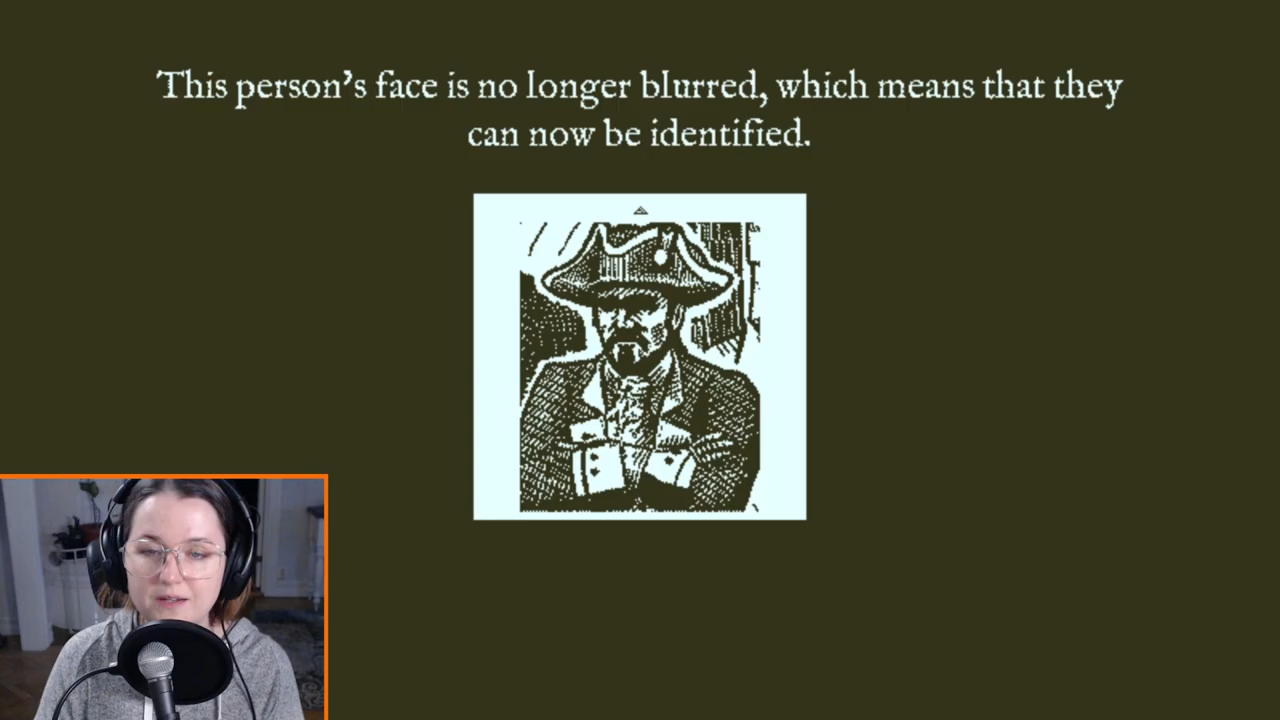 This person's face is no longer blurred, which means that they
can now be identified.